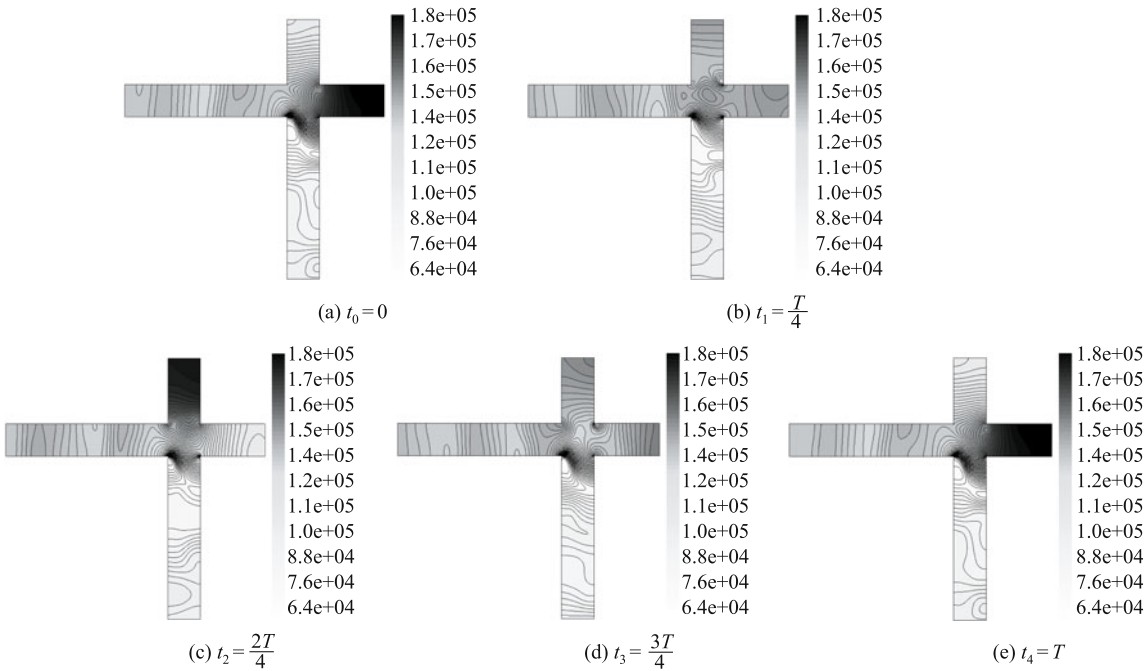 1.8e+05
1.7e+05
1.6e+05
1.5e+05
1.4e+05
1.2e+05
1.1e+05
1.0e+05
8.8e+04
7.6e+04
6.4e+04
(a) t₀ = 0
1.8e+05
1.7e+05
1.6e+05
1.5e+05
1.4e+05
1.2e+05
1.1e+05
1.0e+05
8.8e+04
7.6e+04
6.4e+04
(b) t₁ = T/4
1.8e+05
1.7e+05
1.6e+05
1.5e+05
1.4e+05
1.2e+05
1.1e+05
1.0e+05
8.8e+04
7.6e+04
6.4e+04
(c) t₂ = 2T/4
1.8e+05
1.7e+05
1.6e+05
1.5e+05
1.4e+05
1.2e+05
1.1e+05
1.0e+05
8.8e+04
7.6e+04
6.4e+04
(d) t₃ = 3T/4
1.8e+05
1.7e+05
1.6e+05
1.5e+05
1.4e+05
1.2e+05
1.1e+05
1.0e+05
8.8e+04
7.6e+04
6.4e+04
(e) t₄ = T